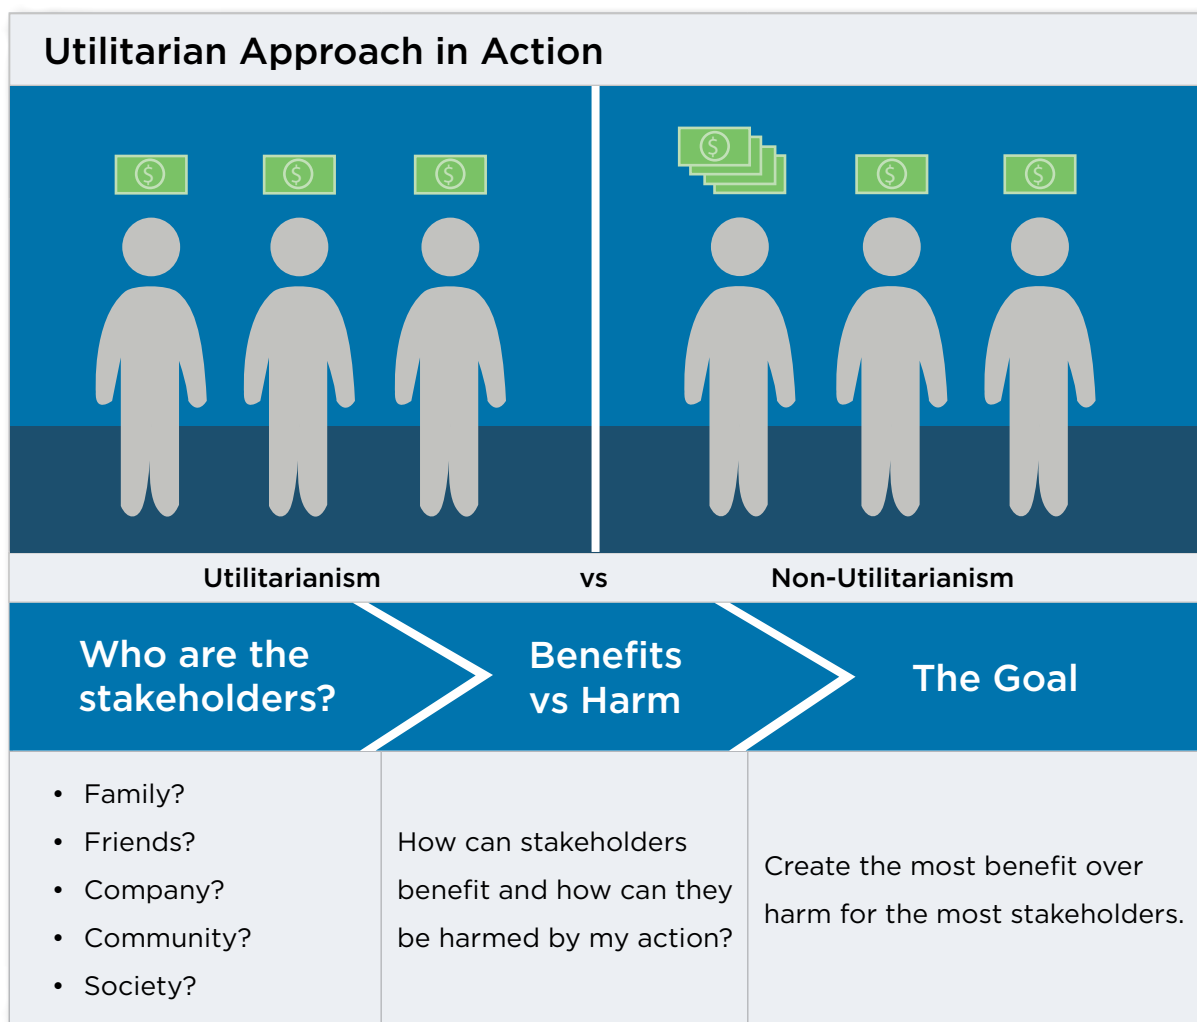 Utilitarian Approach in Action
$ $ $ $ $ $
Utilitarianism vs Non-Utilitarianism
Who are the
stakeholders?
Benefits
vs Harm
The Goal
• Family?
• Friends?
• Company?
• Community?
• Society?
How can stakeholders
benefit and how can they
be harmed by my action?
Create the most benefit over
harm for the most stakeholders.